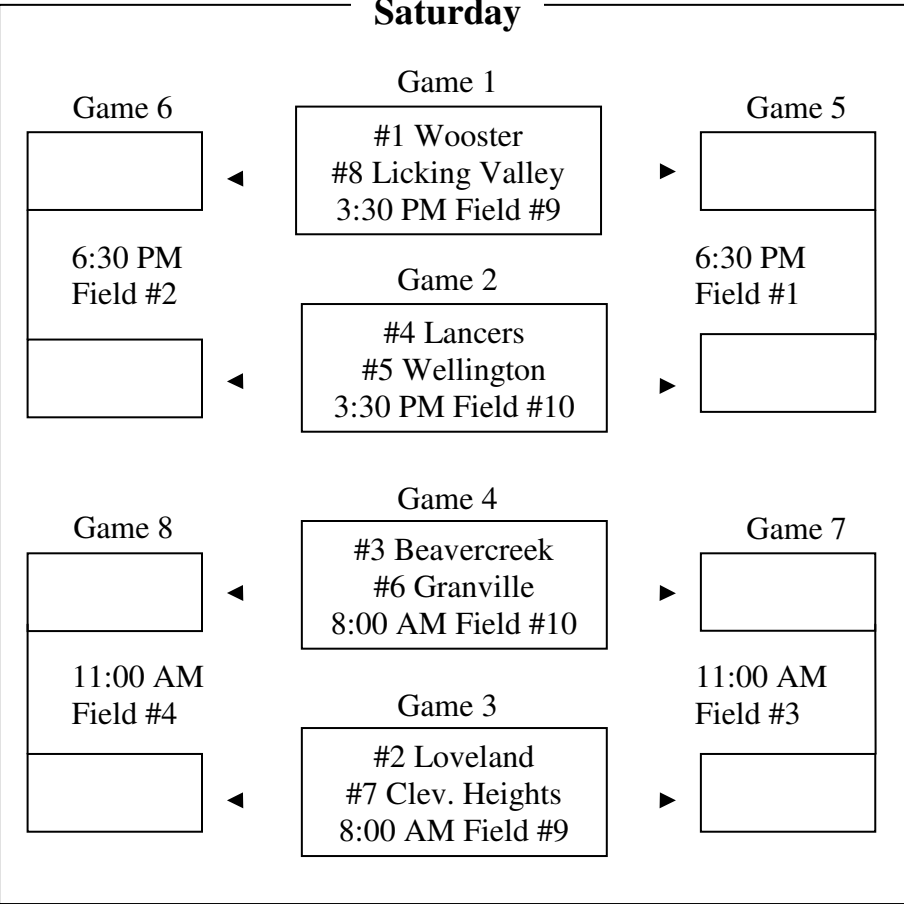 Saturday
Game 1
Game 6
Game 5
#1 Wooster
#8 Licking Valley
3:30 PM Field #9
6:30 PM
Field #2
6:30 PM
Field #1
Game 2
#4 Lancers
#5 Wellington
3:30 PM Field #10
Game 4
Game 8
Game 7
#3 Beavercreek
#6 Granville
8:00 AM Field #10
11:00 AM
Field #4
11:00 AM
Field #3
Game 3
#2 Loveland
#7 Clev. Heights
8:00 AM Field #9